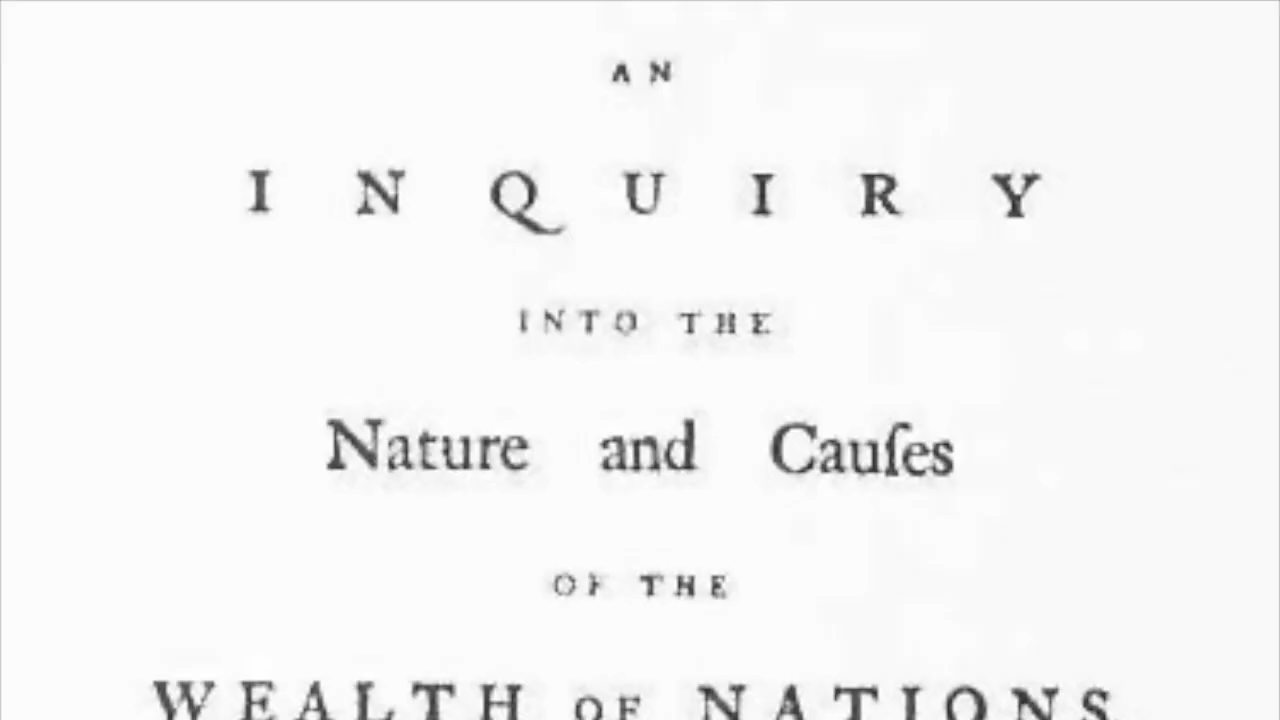 AN
INQUIRY
INTO THE
Nature and Cauſes
OF THE
WEALTH OF NATIONS